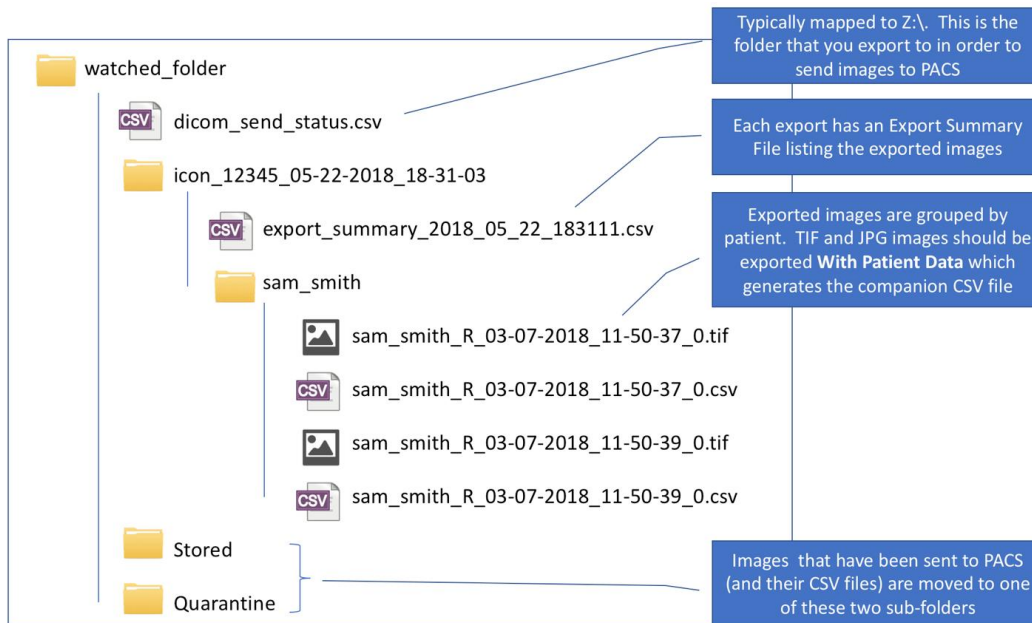 Typically mapped to Z:\. This is the
folder that you export to in order to
send images to PACS
watched_folder
CSV
dicom_send_status.csv
Each export has an Export Summary
File listing the exported images
icon_12345_05-22-2018_18-31-03
CSV
export_summary_2018_05_22_183111.csv
Exported images are grouped by
patient. TIF and JPG images should be
exported With Patient Data which
generates the companion CSV file
sam_smith
sam_smith_R_03-07-2018_11-50-37_0.tif
CSV
sam_smith_R_03-07-2018_11-50-37_0.csv
sam_smith_R_03-07-2018_11-50-39_0.tif
CSV
sam_smith_R_03-07-2018_11-50-39_0.csv
Stored
Quarantine
Images that have been sent to PACS
(and their CSV files) are moved to one
of these two sub-folders